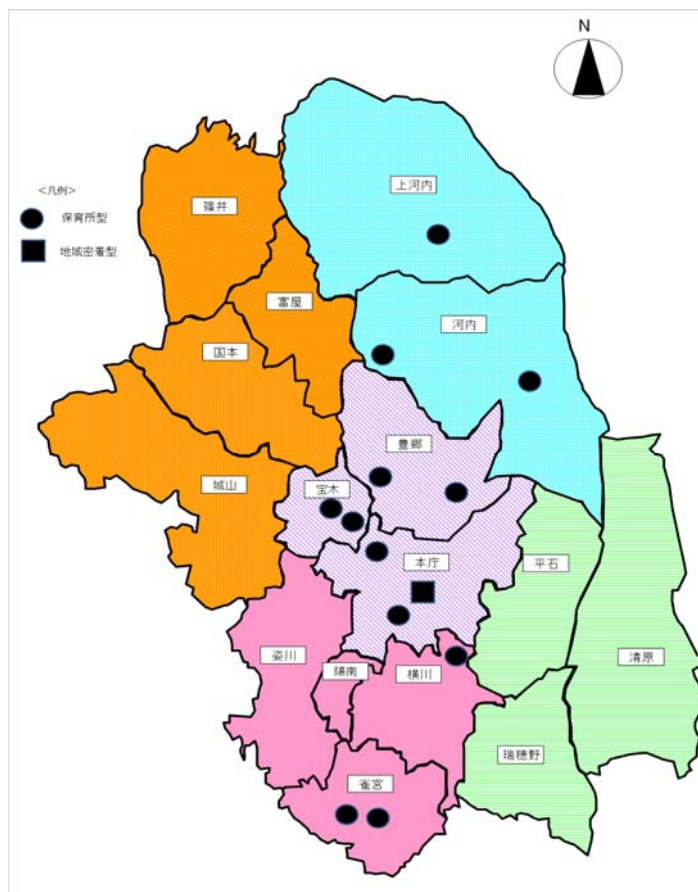 N
上河内
<凡例>
保育所型
地域密着型
篠井
富屋
河内
国本
豊郷
城山
宝木
本庁
平石
姿川
陽南
横川
清原
瑞穂野
雀宮